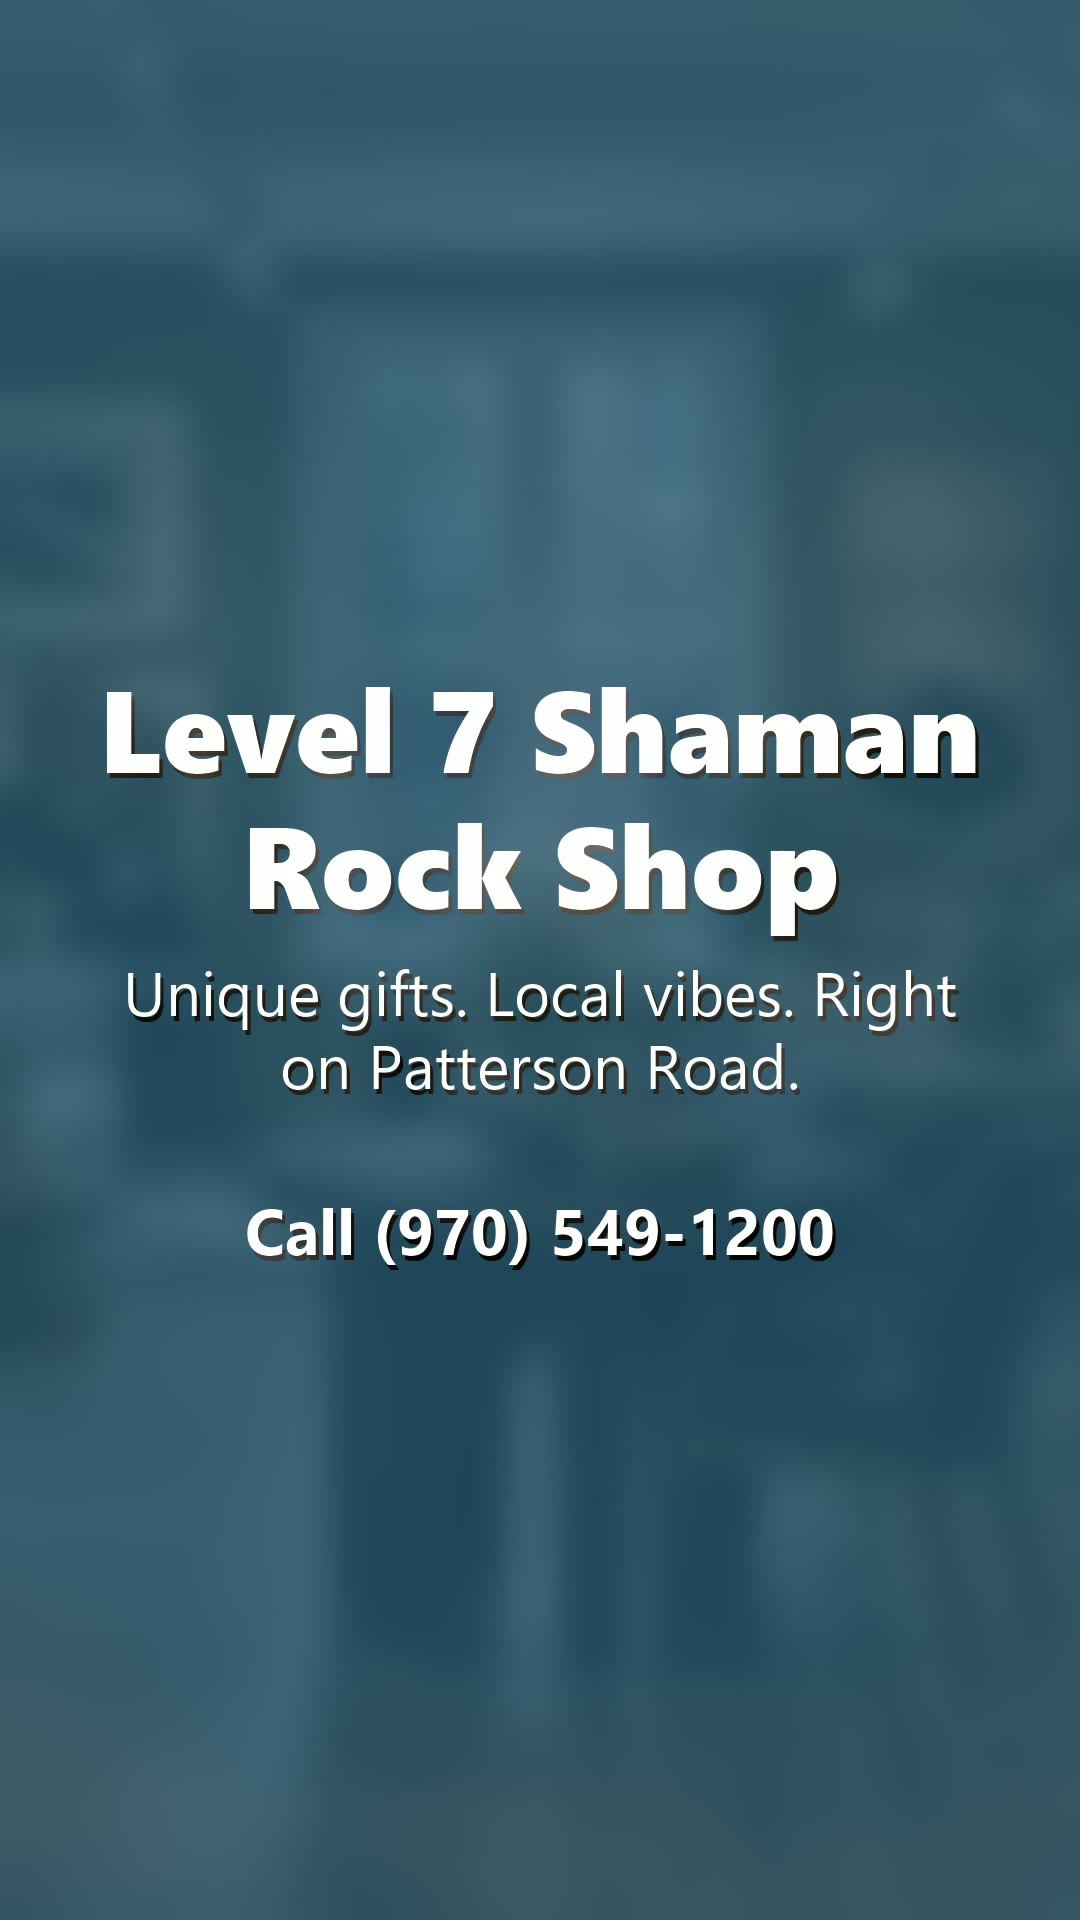 Level 7 Shaman
Rock Shop
Unique gifts. Local vibes. Right
on Patterson Road.
Call (970) 549-1200